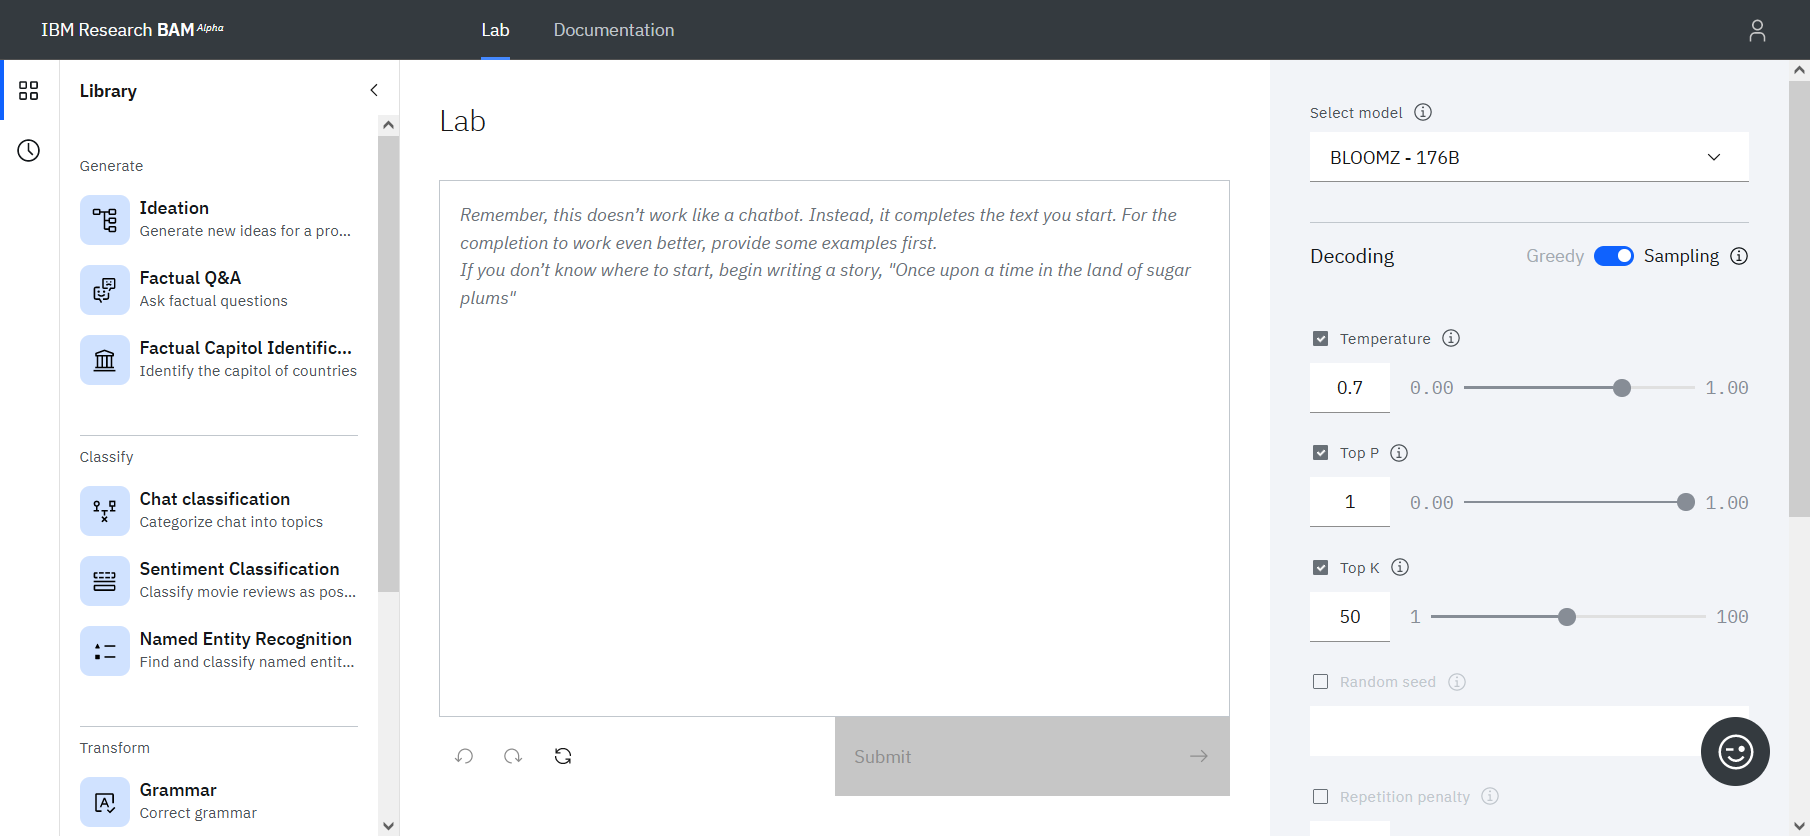 IBM Research BAM Alpha
Lab
Documentation
Library
Generate
Ideation
Generate new ideas for a pro...
Factual Q&A
Ask factual questions
Factual Capitol Identific...
Identify the capitol of countries
Classify
Chat classification
Categorize chat into topics
Sentiment Classification
Classify movie reviews as pos...
Named Entity Recognition
Find and classify named entit...
Transform
Grammar
Correct grammar
Lab
Remember, this doesn’t work like a chatbot. Instead, it completes the text you start. For the
completion to work even better, provide some examples first.
If you don’t know where to start, begin writing a story, "Once upon a time in the land of sugar
plums"
Submit
Select model
BLOOMZ - 176B
Decoding
Greedy
Sampling
Temperature
0.7
0.00
1.00
Top P
1
0.00
1.00
Top K
50
1
100
Random seed
Repetition penalty